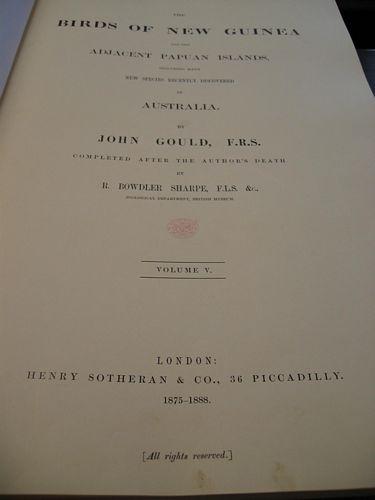 THE
BIRDS OF NEW GUINEA
AND THE
ADJACENT PAPUAN ISLANDS,
INCLUDING MANY
NEW SPECIES RECENTLY DISCOVERED
IN
AUSTRALIA.
BY
JOHN GOULD, F.R.S.
COMPLETED AFTER THE AUTHOR'S DEATH
BY
R. BOWDLER SHARPE, F.L.S. &c.
ZOOLOGICAL DEPARTMENT, BRITISH MUSEUM.
VOLUME V.
LONDON:
HENRY SOTHERAN & CO., 36 PICCADILLY.
1875-1888.
[All rights reserved.]